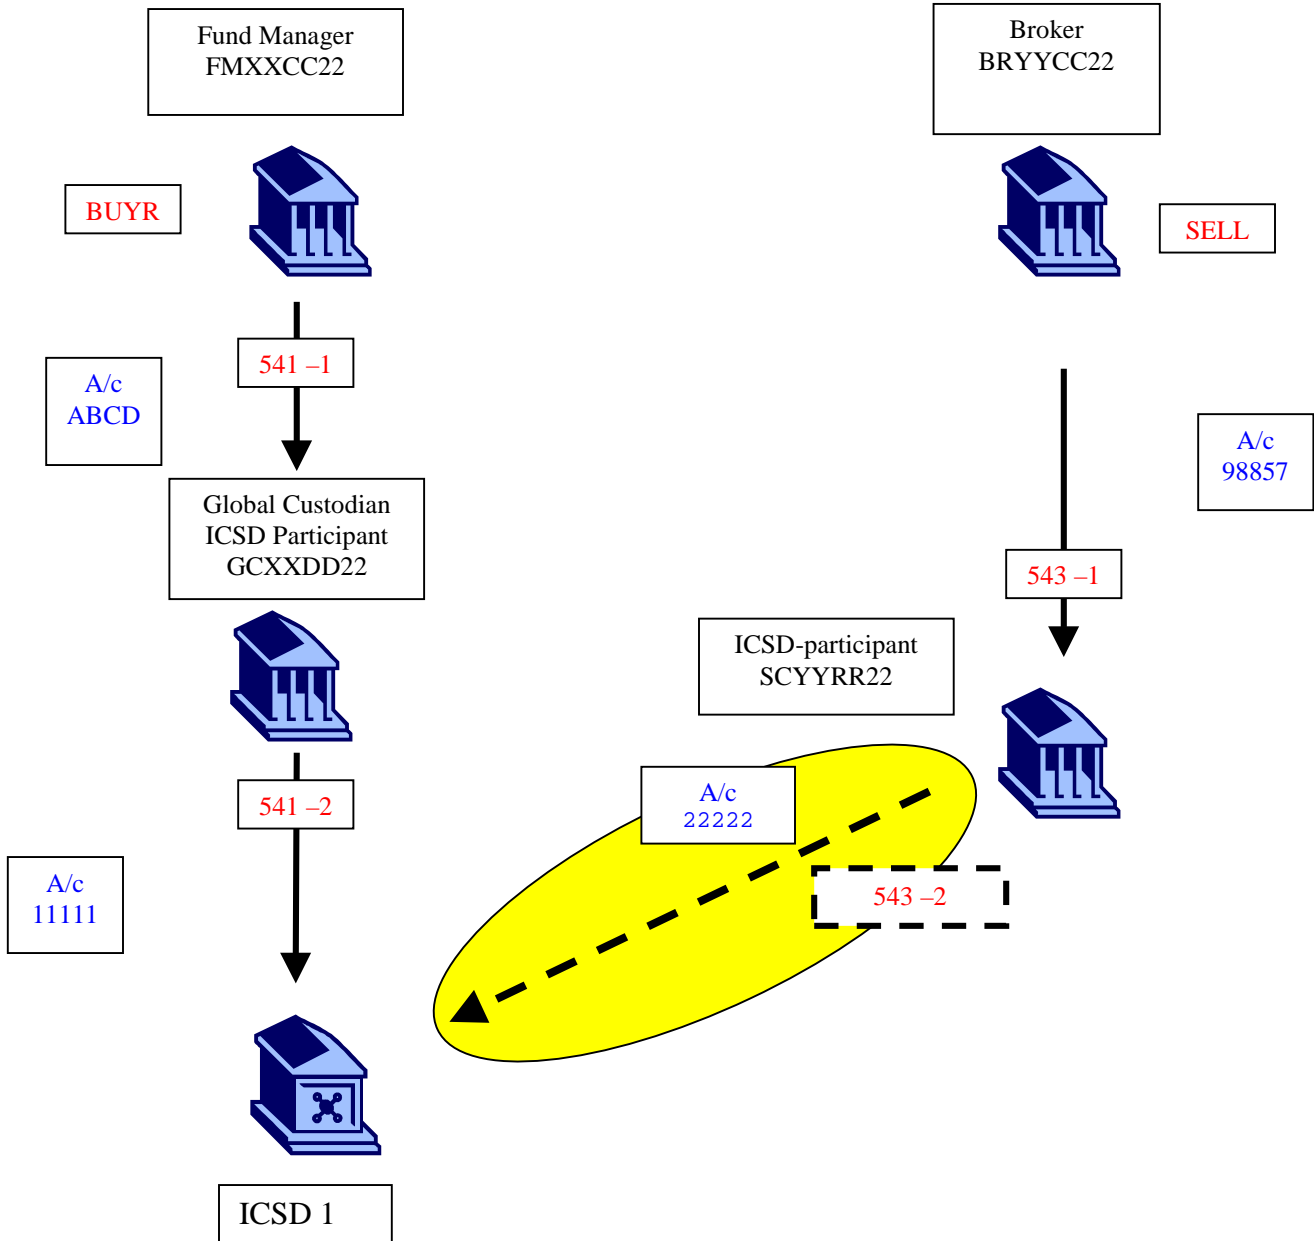 Fund Manager
FMXXCC22
Broker
BRYYCC22
BUYR
SELL
541 –1
A/c
ABCD
A/c
98857
Global Custodian
ICSD Participant
GCXXDD22
543 –1
ICSD-participant
SCYYRR22
541 –2
A/c
22222
A/c
11111
543 –2
ICSD 1